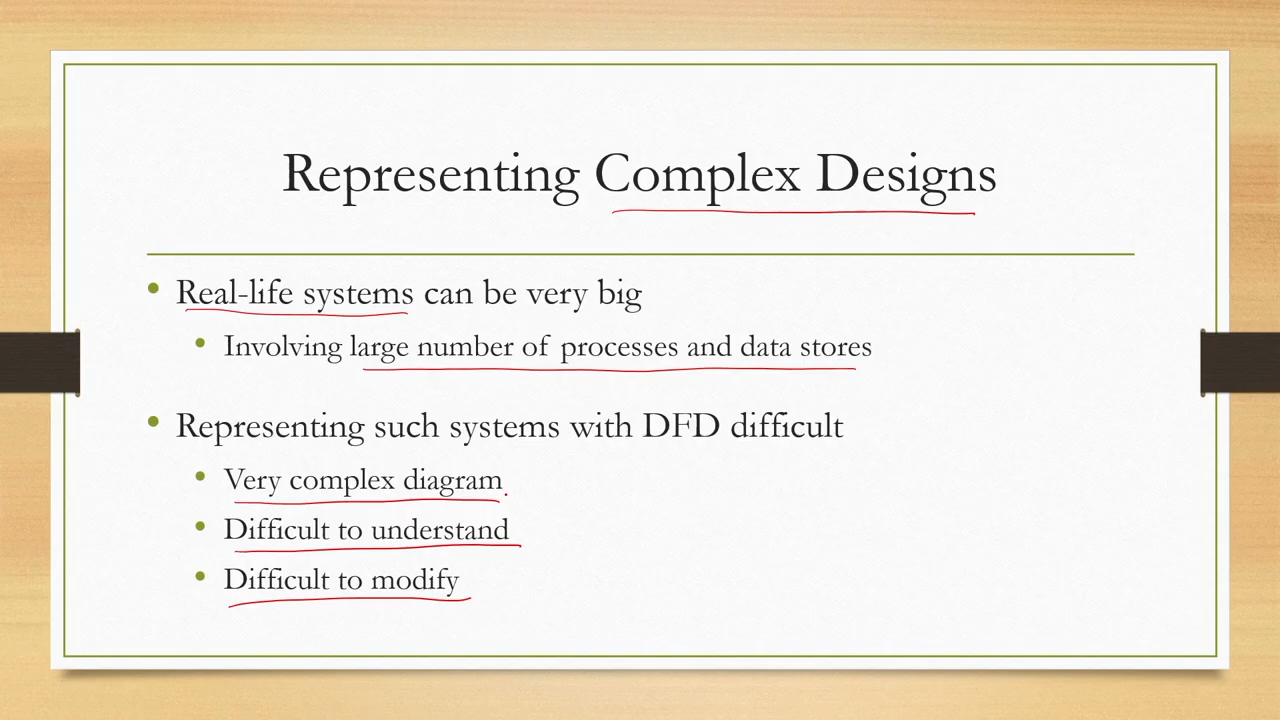 Representing Complex Designs
Real-life systems can be very big
Involving large number of processes and data stores
Representing such systems with DFD difficult
Very complex diagram
Difficult to understand
Difficult to modify